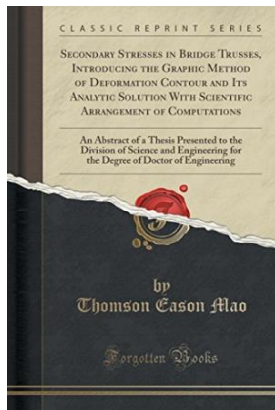 CLASSIC REPRINT SERIES
SECONDARY STRESSES IN BRIDGE TRUSSES,
INTRODUCING THE GRAPHIC METHOD
OF DEFORMATION CONTOUR AND ITS
ANALYTIC SOLUTION WITH SCIENTIFIC
ARRANGEMENT OF COMPUTATIONS
An Abstract of a Thesis Presented to the
Division of Science and Engineering for
the Degree of Doctor of Engineering
by
Thomson Eason Mao
Forgotten Books